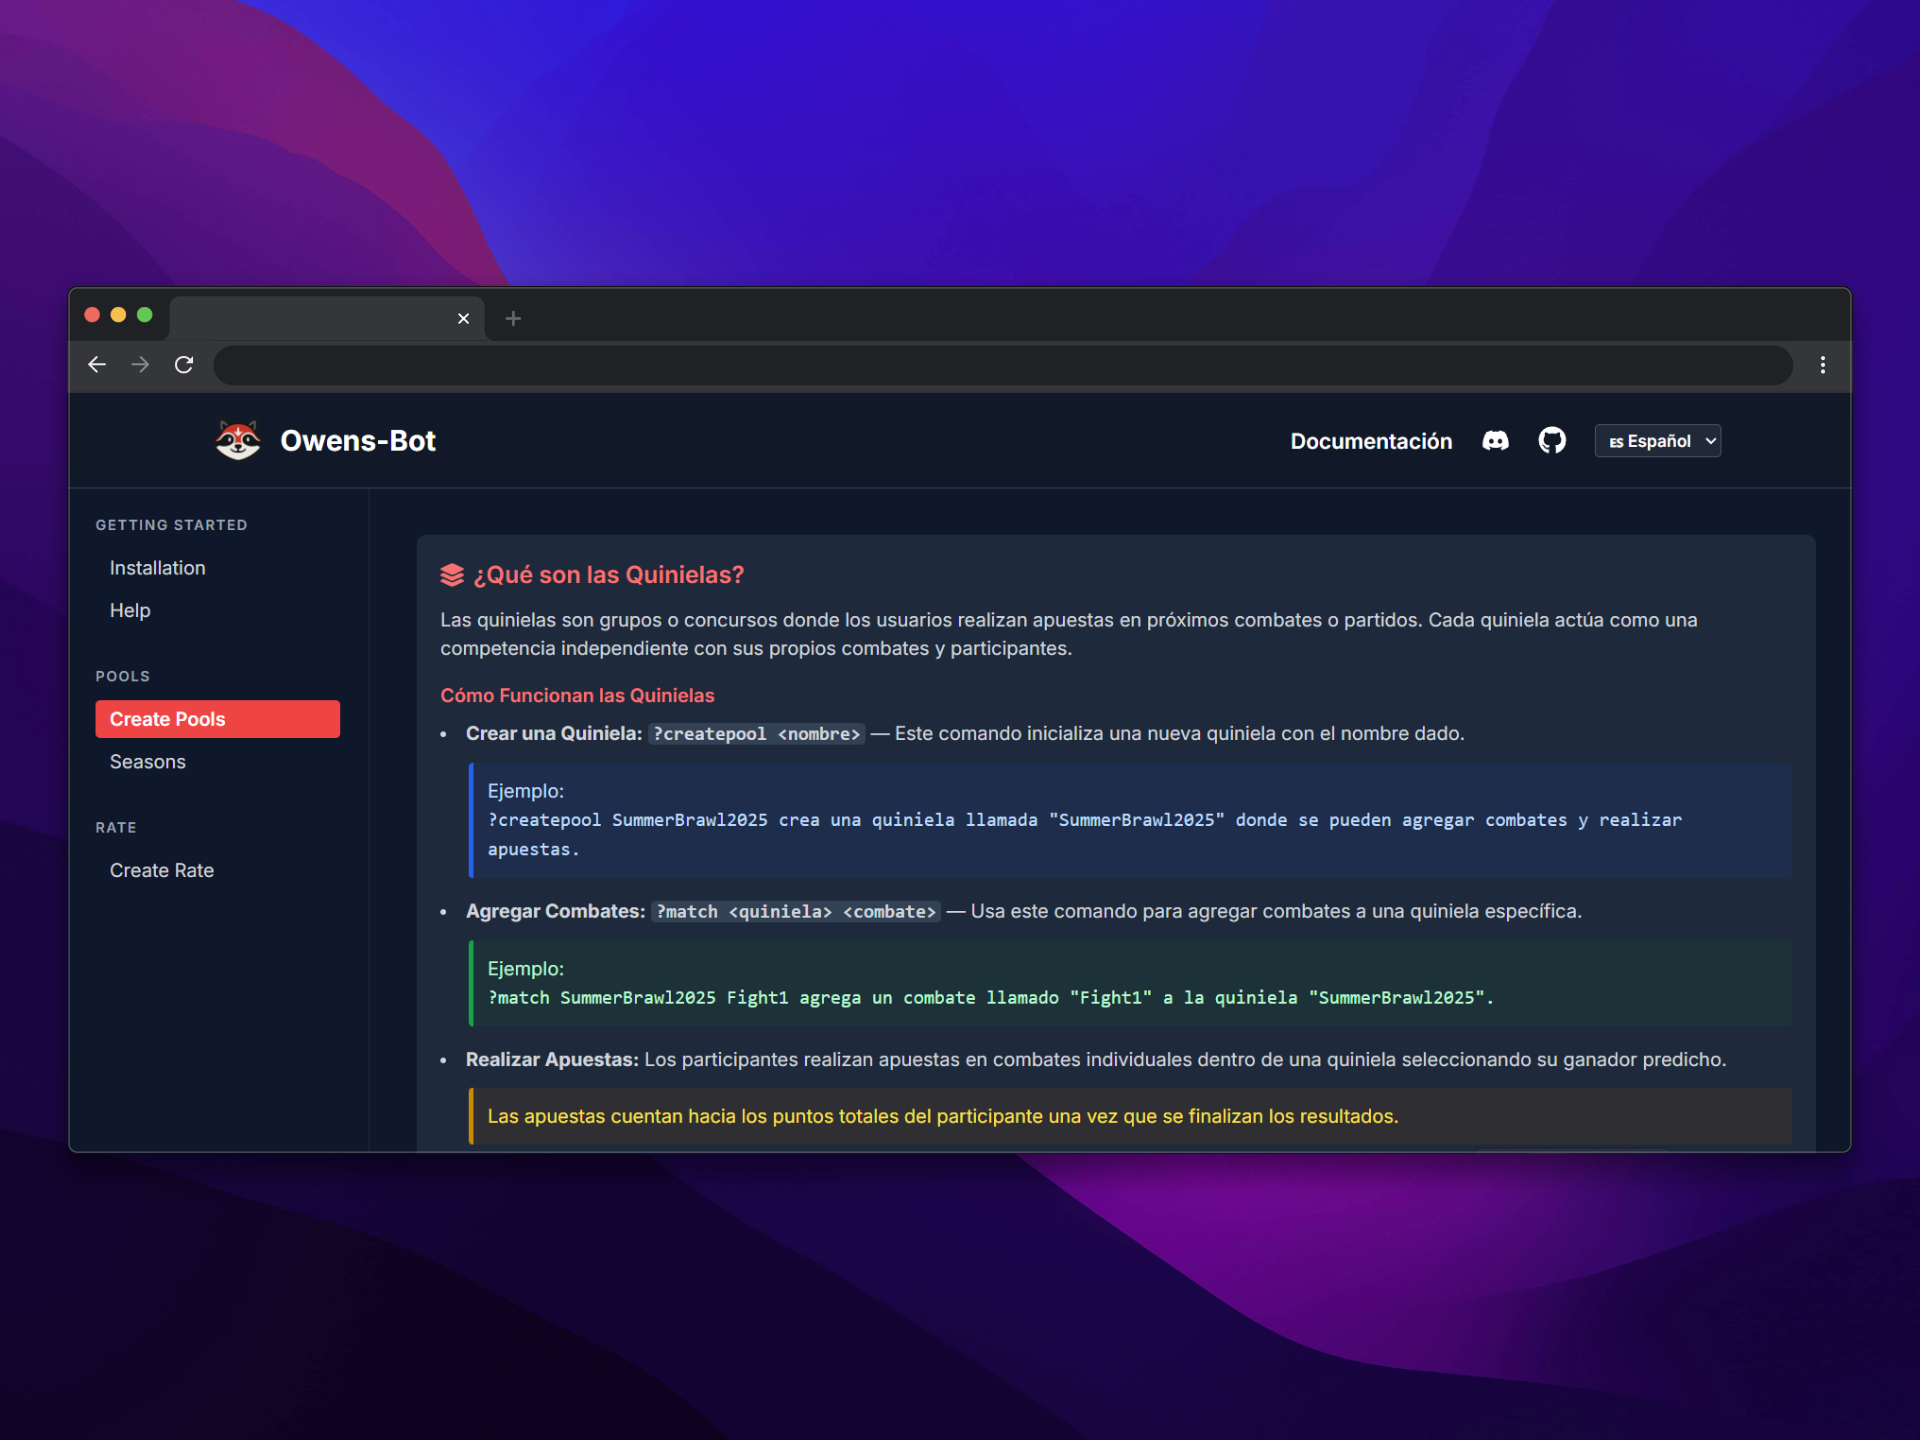 Owens-Bot
Documentación
ES Español
GETTING STARTED
Installation
Help
POOLS
Create Pools
Seasons
RATE
Create Rate
¿Qué son las Quinielas?
Las quinielas son grupos o concursos donde los usuarios realizan apuestas en próximos combates o partidos. Cada quiniela actúa como una
competencia independiente con sus propios combates y participantes.
Cómo Funcionan las Quinielas
• Crear una Quiniela: ?createpool <nombre> — Este comando inicializa una nueva quiniela con el nombre dado.
Ejemplo:
?createpool SummerBrawl2025 crea una quiniela llamada "SummerBrawl2025" donde se pueden agregar combates y realizar
apuestas.
• Agregar Combates: ?match <quiniela> <combate> — Usa este comando para agregar combates a una quiniela específica.
Ejemplo:
?match SummerBrawl2025 Fight1 agrega un combate llamado "Fight1" a la quiniela "SummerBrawl2025".
• Realizar Apuestas: Los participantes realizan apuestas en combates individuales dentro de una quiniela seleccionando su ganador predicho.
Las apuestas cuentan hacia los puntos totales del participante una vez que se finalizan los resultados.